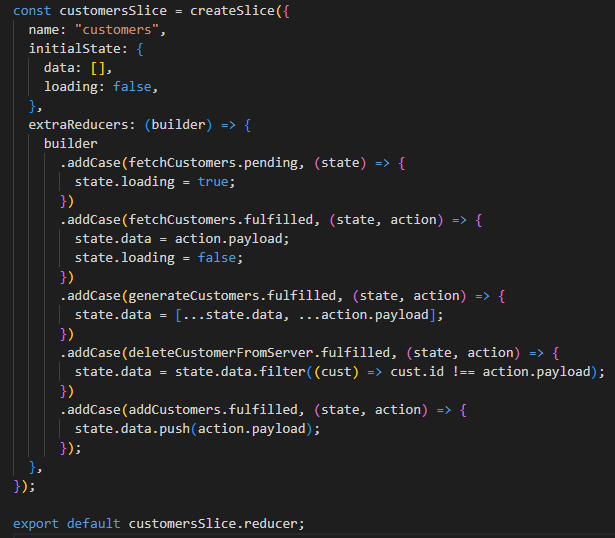 const customersSlice = createSlice({
  name: "customers",
  initialState: {
    data: [],
    loading: false,
  },
  extraReducers: (builder) => {
    builder
      .addCase(fetchCustomers.pending, (state) => {
        state.loading = true;
      })
      .addCase(fetchCustomers.fulfilled, (state, action) => {
        state.data = action.payload;
        state.loading = false;
      })
      .addCase(generateCustomers.fulfilled, (state, action) => {
        state.data = [...state.data, ...action.payload];
      })
      .addCase(deleteCustomerFromServer.fulfilled, (state, action) => {
        state.data = state.data.filter((cust) => cust.id !== action.payload);
      })
      .addCase(addCustomers.fulfilled, (state, action) => {
        state.data.push(action.payload);
      });
  },
});

export default customersSlice.reducer;